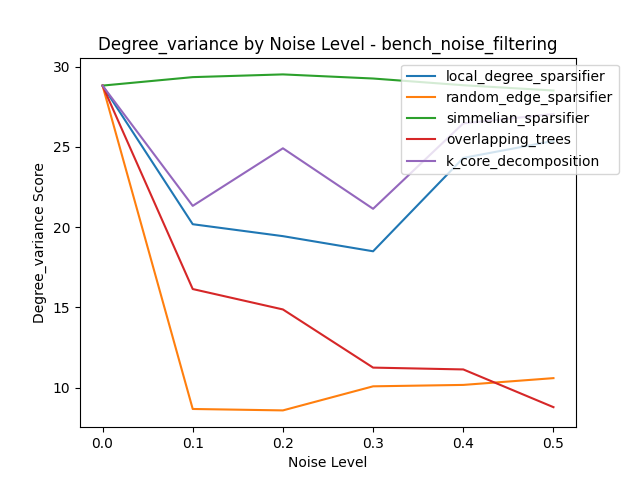 Degree_variance by Noise Level - bench_noise_filtering
local_degree_sparsifier
random_edge_sparsifier
simmelian_sparsifier
overlapping_trees
k_core_decomposition
Degree_variance Score
30
25
20
15
10
0.0 0.1 0.2 0.3 0.4 0.5
Noise Level